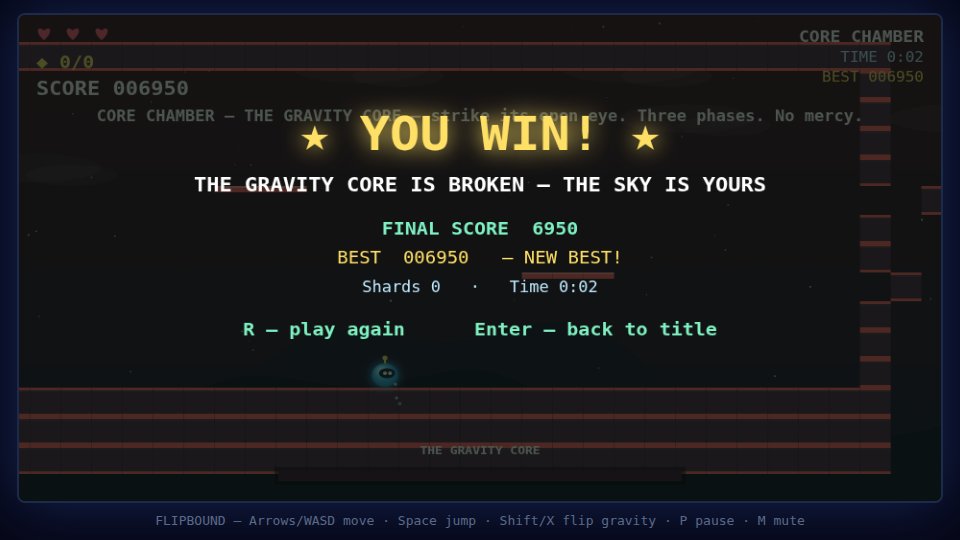 ♥ ♥ ♥
◆ 0/0
SCORE 006950
CORE CHAMBER
TIME 0:02
BEST 006950
CORE CHAMBER — THE GRAVITY CORE — strike its open eye. Three phases. No mercy.
★ YOU WIN! ★
THE GRAVITY CORE IS BROKEN — THE SKY IS YOURS
FINAL SCORE 6950
BEST 006950 — NEW BEST!
Shards 0 · Time 0:02
R — play again Enter — back to title
THE GRAVITY CORE
FLIPBOUND — Arrows/WASD move · Space jump · Shift/X flip gravity · P pause · M mute